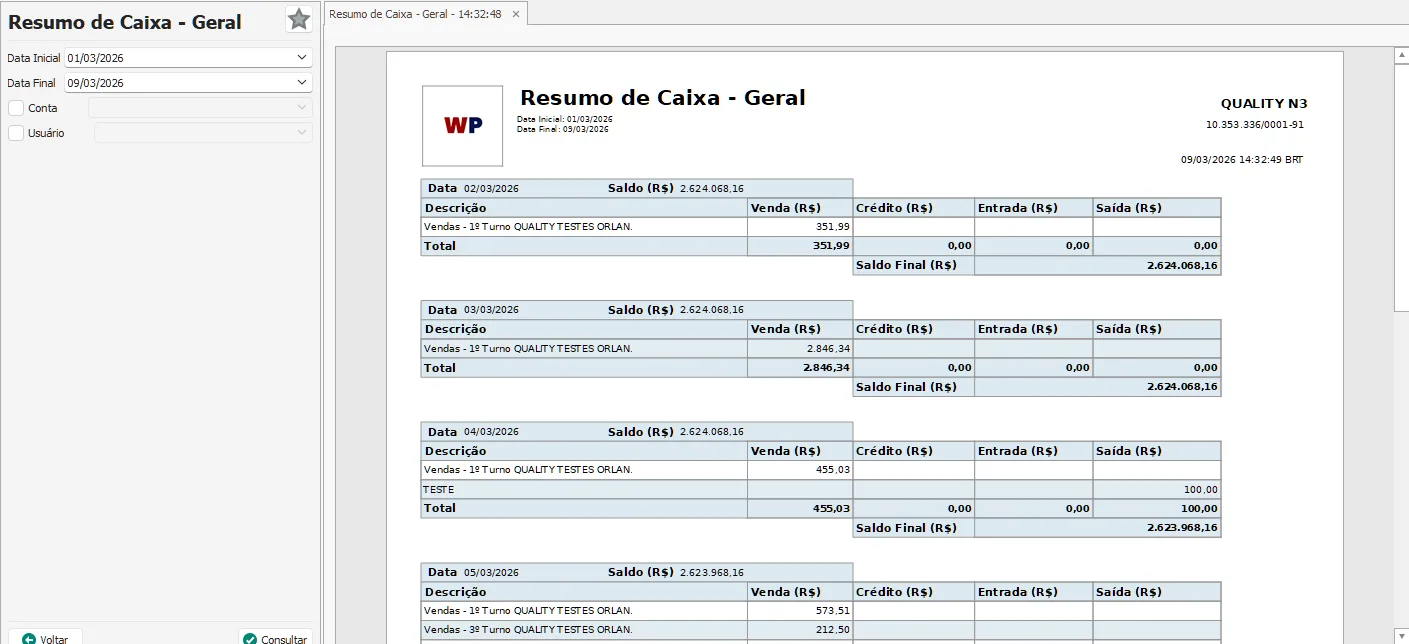 Resumo de Caixa - Geral
Data Inicial 01/03/2026
Data Final 09/03/2026
Conta
Usuário
Voltar Consultar
Resumo de Caixa - Geral - 14:32:48 ×
WP
Resumo de Caixa - Geral
Data Inicial: 01/03/2026
Data Final: 09/03/2026
QUALITY N3
10.353.336/0001-91
09/03/2026 14:32:49 BRT
Data 02/03/2026 Saldo (R$) 2.624.068,16
Descrição Venda (R$) Crédito (R$) Entrada (R$) Saída (R$)
Vendas - 1º Turno QUALITY TESTES ORLAN. 351,99
Total 351,99 0,00 0,00 0,00
Saldo Final (R$) 2.624.068,16
Data 03/03/2026 Saldo (R$) 2.624.068,16
Descrição Venda (R$) Crédito (R$) Entrada (R$) Saída (R$)
Vendas - 1º Turno QUALITY TESTES ORLAN. 2.846,34
Total 2.846,34 0,00 0,00 0,00
Saldo Final (R$) 2.624.068,16
Data 04/03/2026 Saldo (R$) 2.624.068,16
Descrição Venda (R$) Crédito (R$) Entrada (R$) Saída (R$)
Vendas - 1º Turno QUALITY TESTES ORLAN. 455,03
TESTE 100,00
Total 455,03 0,00 0,00 100,00
Saldo Final (R$) 2.623.968,16
Data 05/03/2026 Saldo (R$) 2.623.968,16
Descrição Venda (R$) Crédito (R$) Entrada (R$) Saída (R$)
Vendas - 1º Turno QUALITY TESTES ORLAN. 573,51
Vendas - 3º Turno QUALITY TESTES ORLAN. 212,50